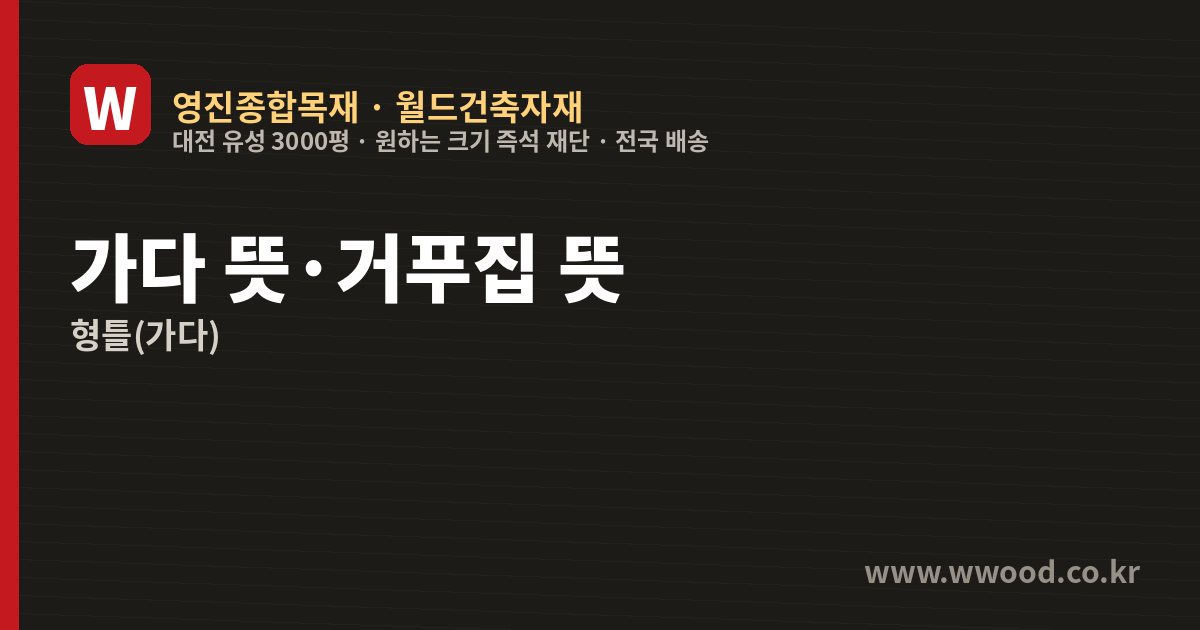 W
영진종합목재 · 월드건축자재
대전 유성 3000평 · 원하는 크기 즉석 재단 · 전국 배송
가다 뜻·거푸집 뜻
형틀(가다)
www.wwood.co.kr